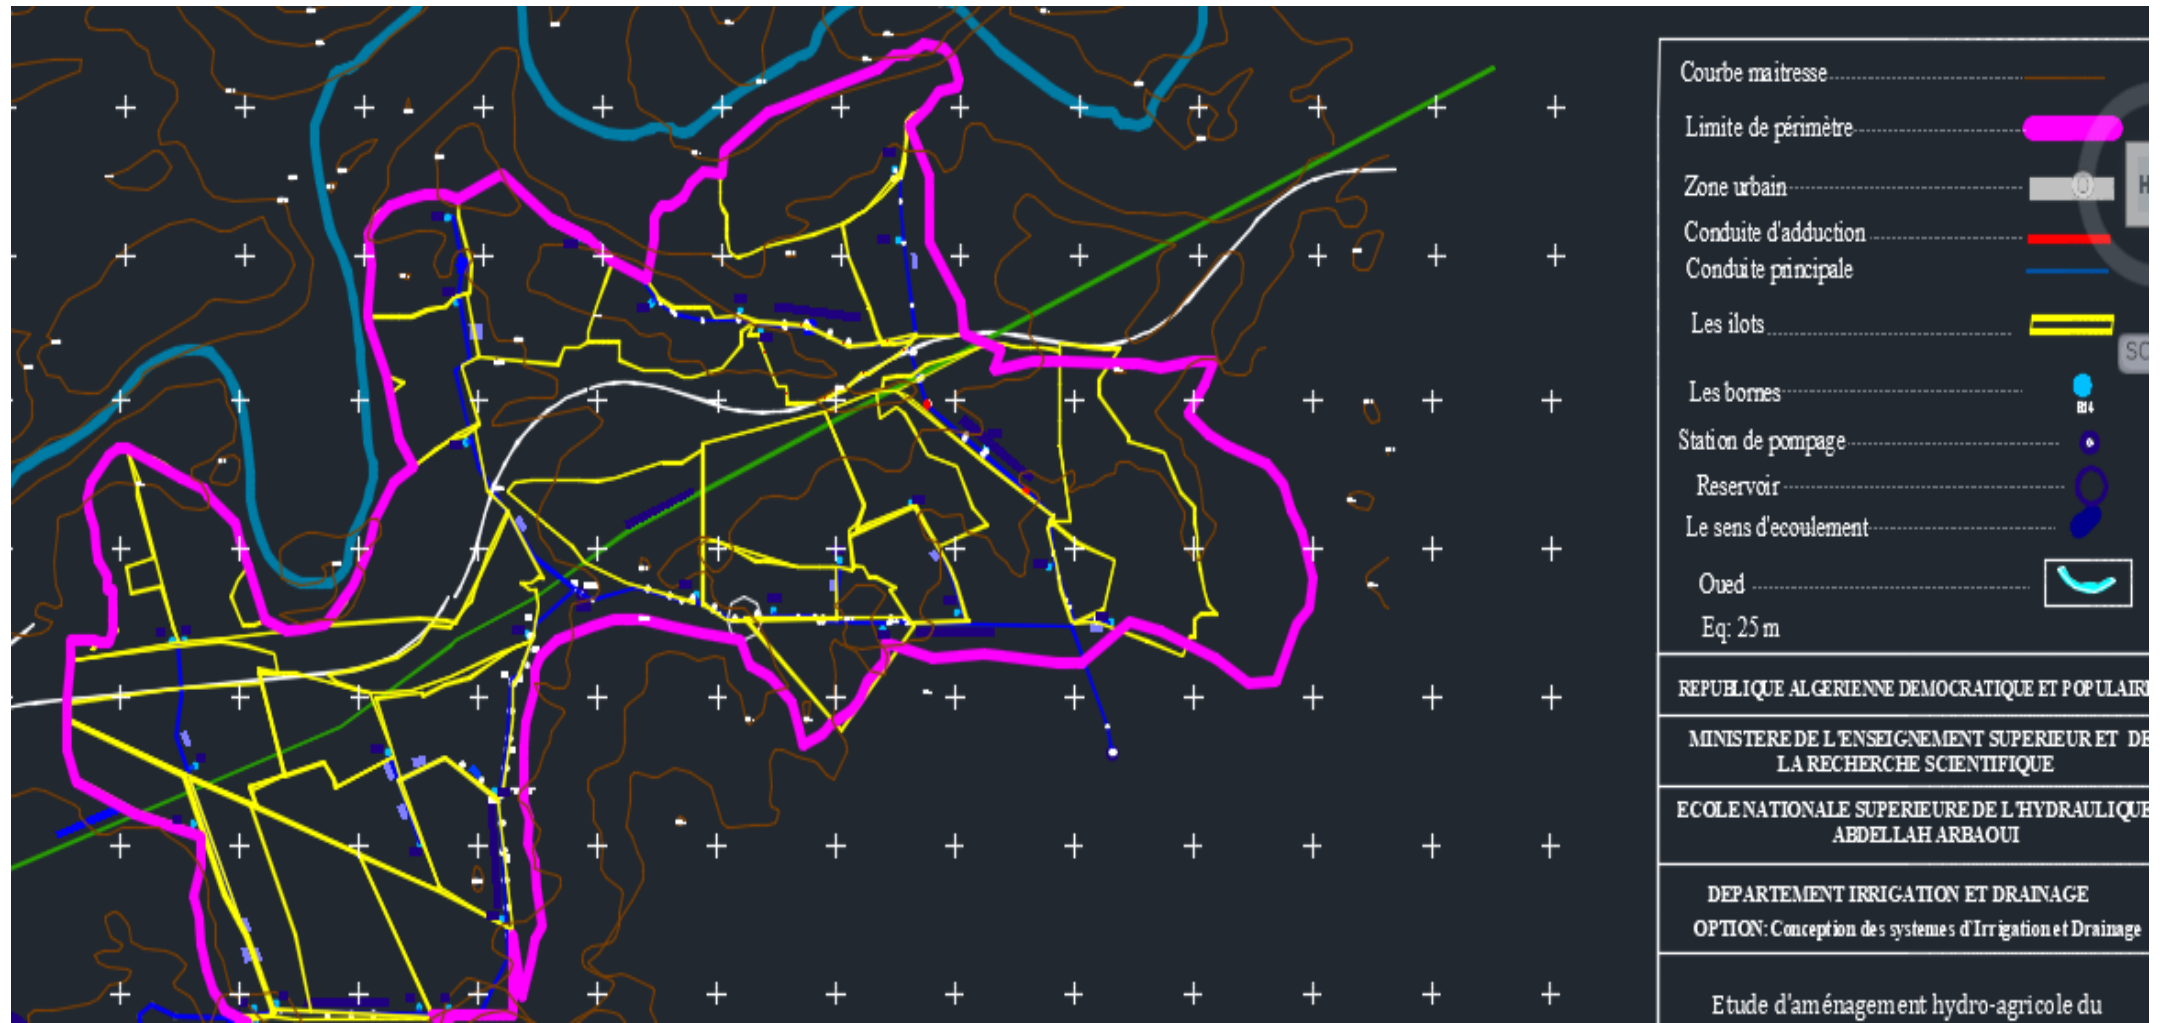 Courbe maitresse
Limite de périmètre
Zone urbain
Conduite d'adduction
Conduite principale
Les ilots
Les bornes
B14
Station de pompage
Reservoir
Le sens d'ecoulement
Oued
Eq: 25 m
REPUBLIQUE ALGERIENNE DEMOCRATIQUE ET POPULAIRE
MINISTERE DE L'ENSEIGNEMENT SUPERIEUR ET DE
LA RECHERCHE SCIENTIFIQUE
ECOLE NATIONALE SUPERIEURE DE L'HYDRAULIQUE
ABDELLAH ARBAOUI
DEPARTEMENT IRRIGATION ET DRAINAGE
OPTION: Conception des systemes d'Irrigation et Drainage
Etude d'aménagement hydro-agricole du